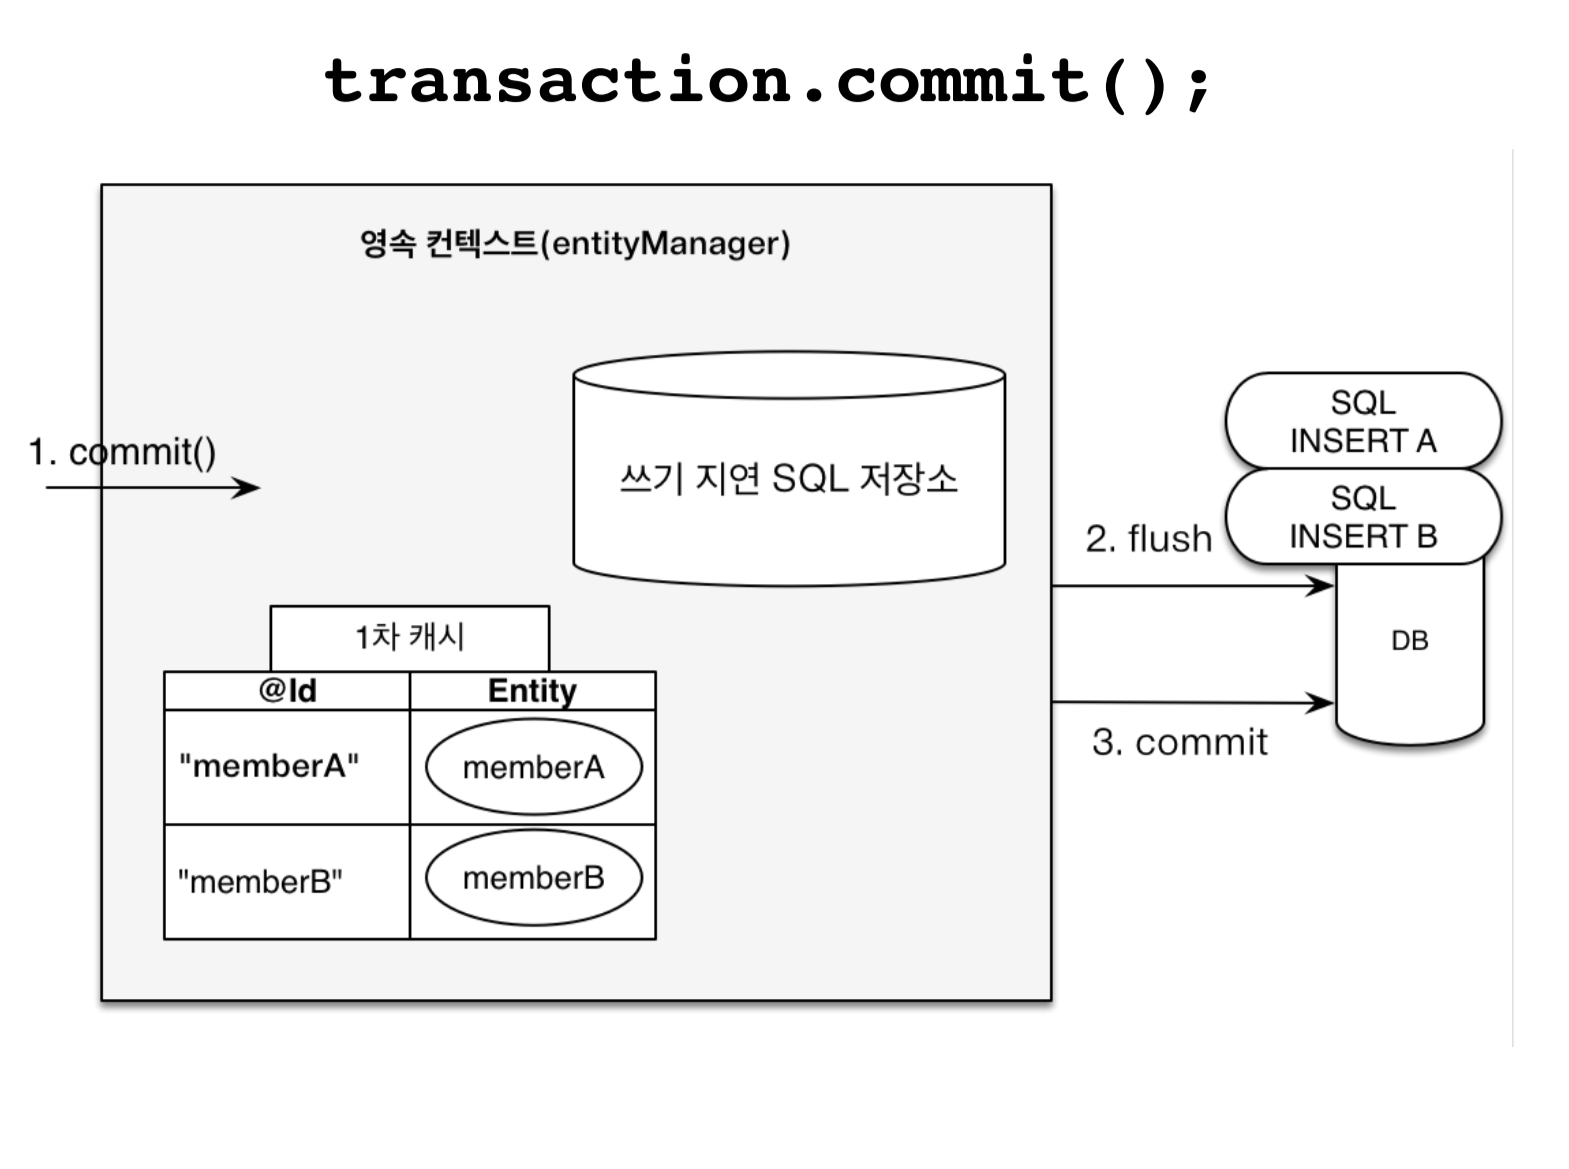 transaction.commit();
영속 컨텍스트(entityManager)
1. commit()
쓰기 지연 SQL 저장소
SQL
INSERT A
SQL
INSERT B
2. flush
DB
3. commit
1차 캐시
@Id Entity
"memberA" memberA
"memberB" memberB